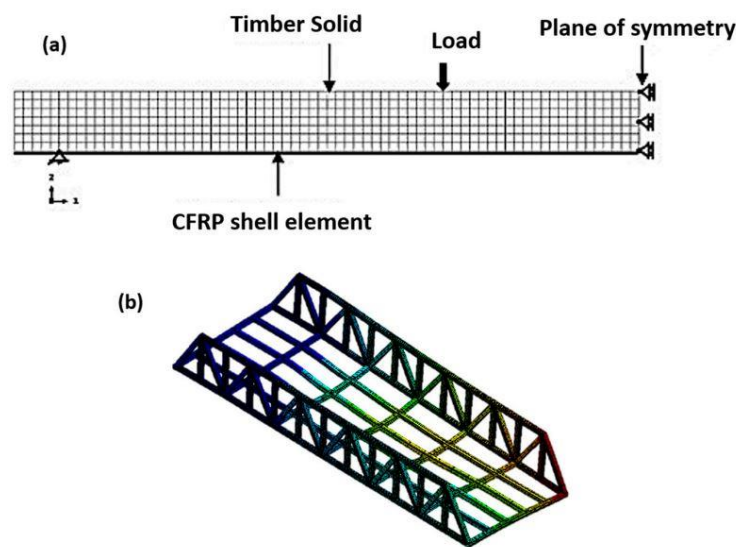 (a)
Timber Solid
Load
Plane of symmetry
2
1
CFRP shell element
(b)